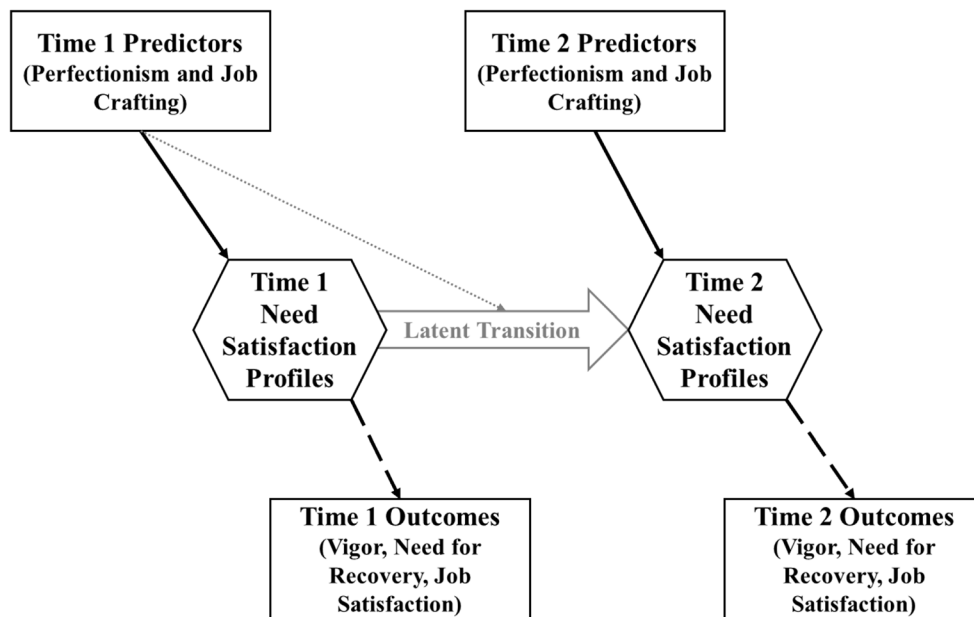 Time 1 Predictors
(Perfectionism and Job
Crafting)
Time 2 Predictors
(Perfectionism and Job
Crafting)
Time 1
Need
Satisfaction
Profiles
Latent Transition
Time 2
Need
Satisfaction
Profiles
Time 1 Outcomes
(Vigor, Need for
Recovery, Job
Satisfaction)
Time 2 Outcomes
(Vigor, Need for
Recovery, Job
Satisfaction)